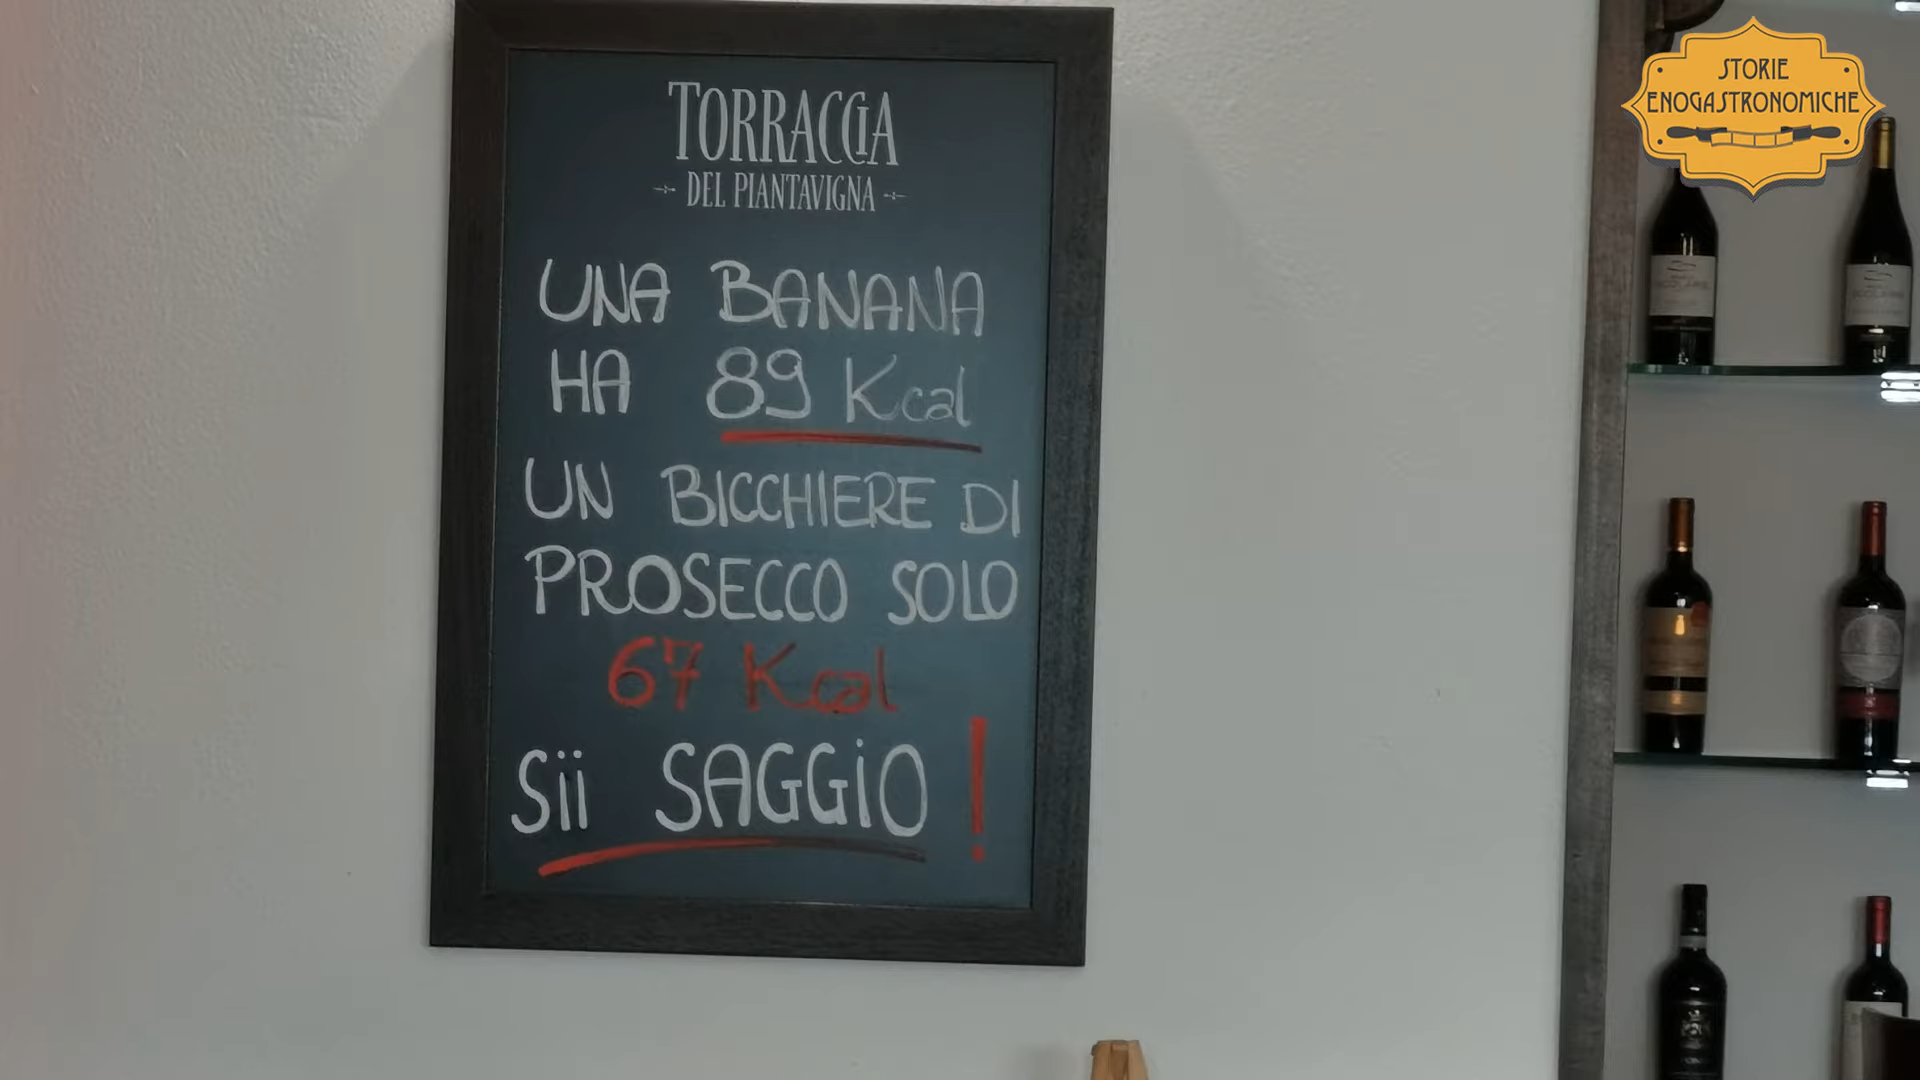 TORRACCIA
DEL PIANTAVIGNA
UNA BANANA
HA 89 Kcal
UN BICCHIERE DI
PROSECCO SOLO
67 Kcal
Sii SAGGiO !
STORIE
ENOGASTRONOMICHE